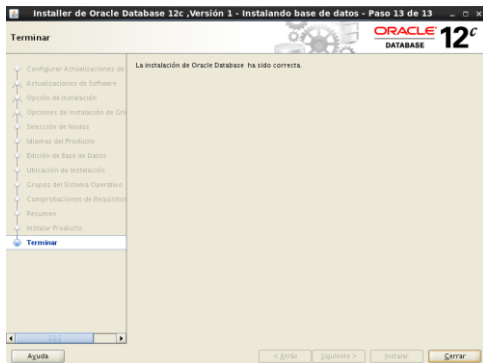 Installer de Oracle Database 12c ,Versión 1 - Instalando base de datos - Paso 13 de 13
Terminar
ORACLE
DATABASE
12c
Configurar Actualizaciones de
Actualizaciones de Software
Opción de Instalación
Opciones de Instalación de Gri
Selección de Nodos
Idiomas del Producto
Edición de Base de Datos
Ubicación de Instalación
Grupos del Sistema Operativo
Comprobaciones de Requisitos
Resumen
Instalar Producto
Terminar
La instalación de Oracle Database ha sido correcta.
Ayuda
< Atrás
Siguiente >
Instalar
Cerrar